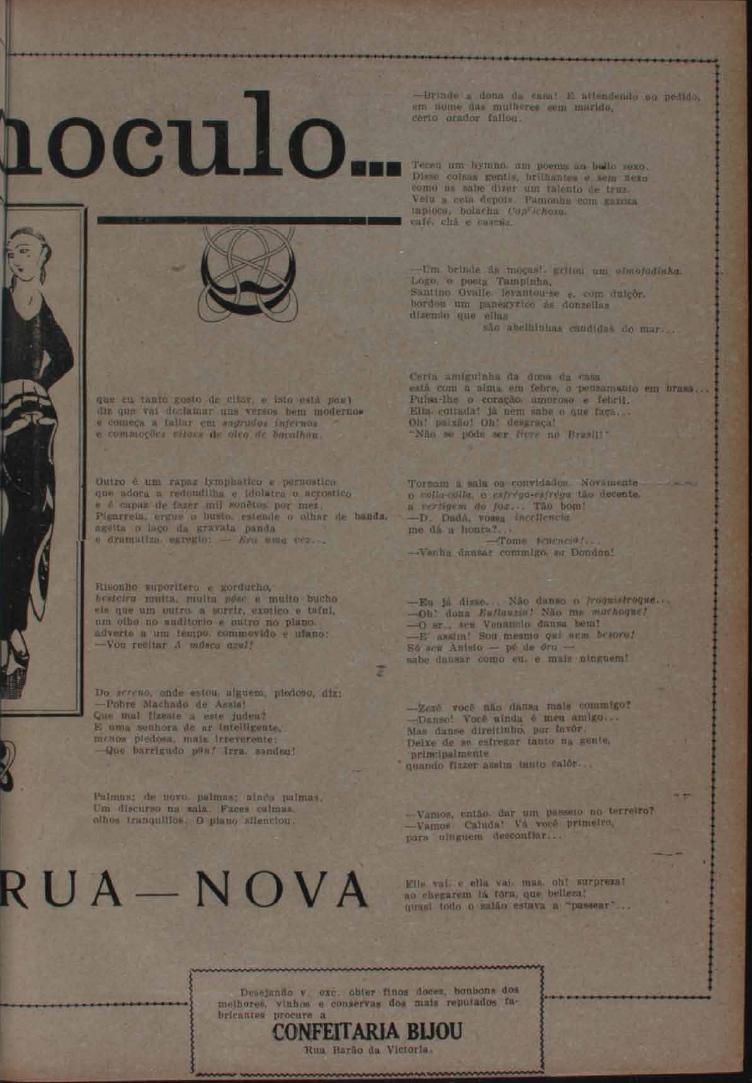 noculo...
que eu tanto gosto de citar, e isto está pau)
diz que vai declamar uns versos bem modernos
e começa a fallar em sagrados infernos
e commoções vitaes de oleo de bacalhau.
Outro é um rapaz lymphatico e pernostico
que adora a redondilha e idolatra o acrostico
e é capaz de fazer mil sonêtos por mez.
Pigarreia, ergue o busto, estende o olhar de banda,
ageita o laço da gravata panda
e dramatiza, egregio: — Era uma vez...
Risonho suporifero e gorducho,
besteira muita, muita pôse e muito bucho
eis que um outro, a sorrir, exotico e taful,
um olho no auditorio e outro no piano,
adverte a um tempo, commovido e ufano:
—Vou recitar A môsca azul!
Do sereno, onde estou, alguem, piedoso, diz:
—Pobre Machado de Assis!
Que mal fizeste a este judeu?
E uma senhora de ar intelligente,
menos piedosa, mais irreverente:
—Que barrigudo pau! Irra, sandeu!
Palmas; de novo, palmas; ainda palmas,
Um discurso na sala. Faces calmas,
olhos tranquillos. O piano silenciou.
RUA—NOVA
—Brinde a dona da casa! E attendendo ao pedido,
em nome das mulheres sem marido,
certo orador fallou.
Teceu um hymno, um poema ao bello sexo.
Disse coisas gentis, brilhantes e sem nexo
como as sabe dizer um talento de truz.
Veiu a ceia depois. Pamonha com gazosa
tapioca, bolacha
café, chá e
—Um brinde ás moças!, gritou um almofadinha.
Logo, o poeta Tampinha,
Santino Ovalle, levantou-se e, com dulçôr,
bordou um panegyrico ás donzellas
dizendo que ellas
são abelhinhas candidas do mar...
Certa amiguinha da dona da casa
está com a alma em febre, o pensamento em brasa...
Pulsa-lhe o coração, amoroso e febril.
Ella, coitada! já nem sabe o que faça...
Oh! paixão! Oh! desgraça!
"Não se póde ser livre no Brasil!"
Tornam a sala os convidados. Novamente
o colla-colla, o esfréga-esfréga tão decente,
a vertigem do fox... Tão bom!
—D. Dadá, vossa incellencia
me dá a honra?...
—Tome tenencia!...
—Venha dansar commigo, seu Dondon!
—Eu já disse... Não danso o froquistroque...
—Oh! dona Euflauzia! Não me machoque!
—O sr., seu Venancio dansa bem!
—E' assim! Sou mesmo qui nem besoro!
Só seu Anisio — pé de ôro —
sabe dansar como eu, e mais ninguem!
—Zezé você não dansa mais commigo?
—Danso! Você ainda é meu amigo...
Mas danse direitinho, por favôr.
Deixe de se esfregar tanto na gente,
principalmente
quando fizzer assim tanto calôr...
—Vamos, então, dar um passeio no terreiro?
—Vamos. Caluda! Vá você primeiro,
para ninguem desconfiar...
Elle vai, e ella vai, mas, oh! surpreza!
ao chegarem lá fóra, que belleza!
quasi todo o salão estava a "passear"...
Desejando v. exc. obter finos doces, bonbons dos
melhores, vinhos e conservas dos mais reputados fa-
bricantes procure a
CONFEITARIA BIJOU
Rua Barão da Victoria.